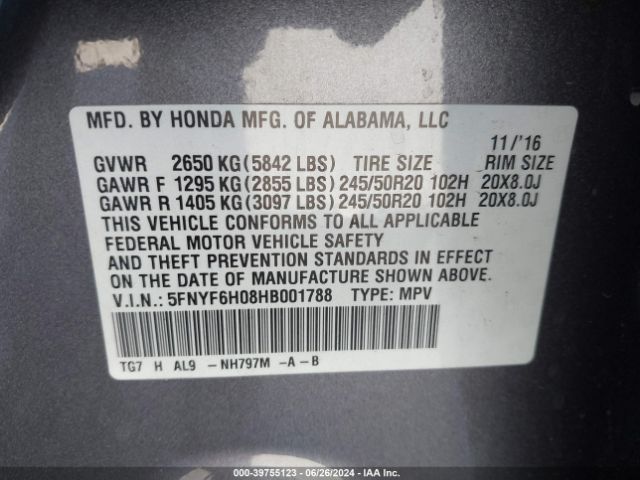 MFD. BY HONDA MFG. OF ALABAMA, LLC
11/'16
GVWR 2650 KG(5842 LBS) TIRE SIZE RIM SIZE
GAWR F 1295 KG(2855 LBS) 245/50R20 102H 20X8.0J
GAWR R 1405 KG(3097 LBS) 245/50R20 102H 20X8.0J
THIS VEHICLE CONFORMS TO ALL APPLICABLE
FEDERAL MOTOR VEHICLE SAFETY
AND THEFT PREVENTION STANDARDS IN EFFECT
ON THE DATE OF MANUFACTURE SHOWN ABOVE.
V.I.N.: 5FNYF6H08HB001788 TYPE: MPV
TG7 H AL9 -NH797M -A-B
© IAA - 39755123 - 06/26/2024 - IAA - ©IAA